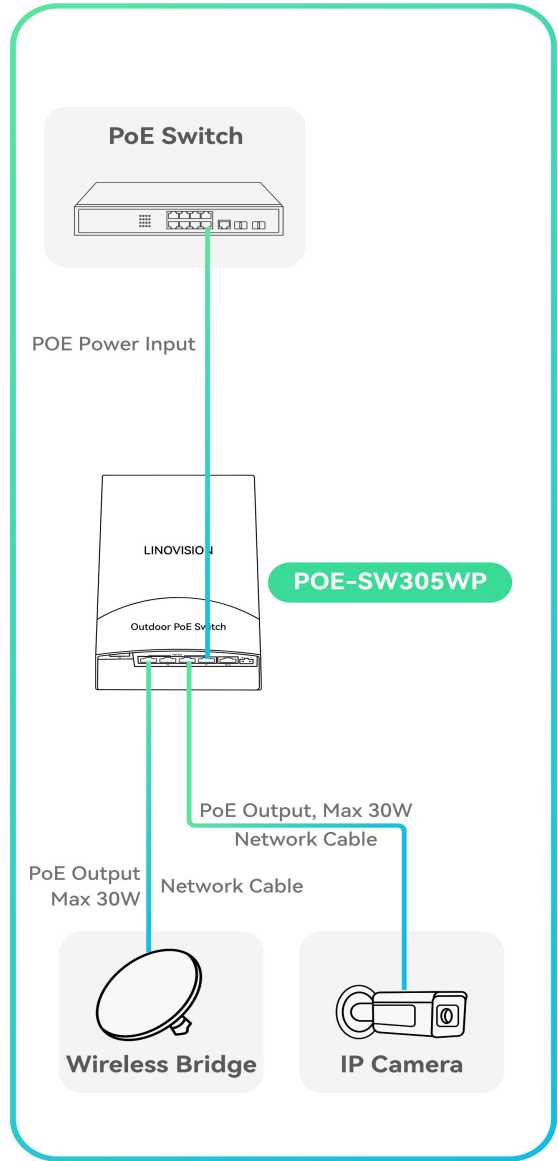 PoE Switch
POE Power Input
LINOVISION
POE-SW305WP
Outdoor PoE Switch
PoE Output, Max 30W
Network Cable
PoE Output
Max 30W
Network Cable
Wireless Bridge
IP Camera